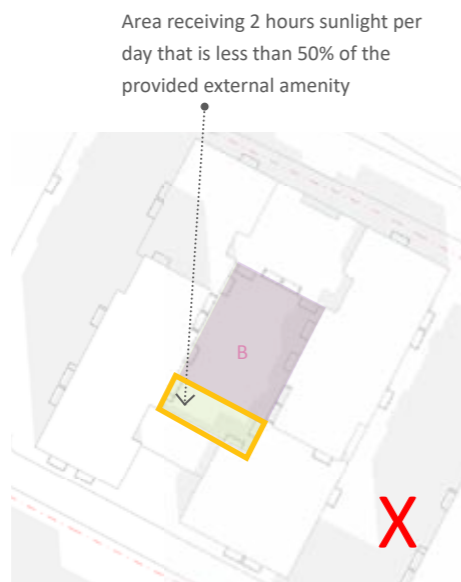 Area receiving 2 hours sunlight per
day that is less than 50% of the
provided external amenity
B
X